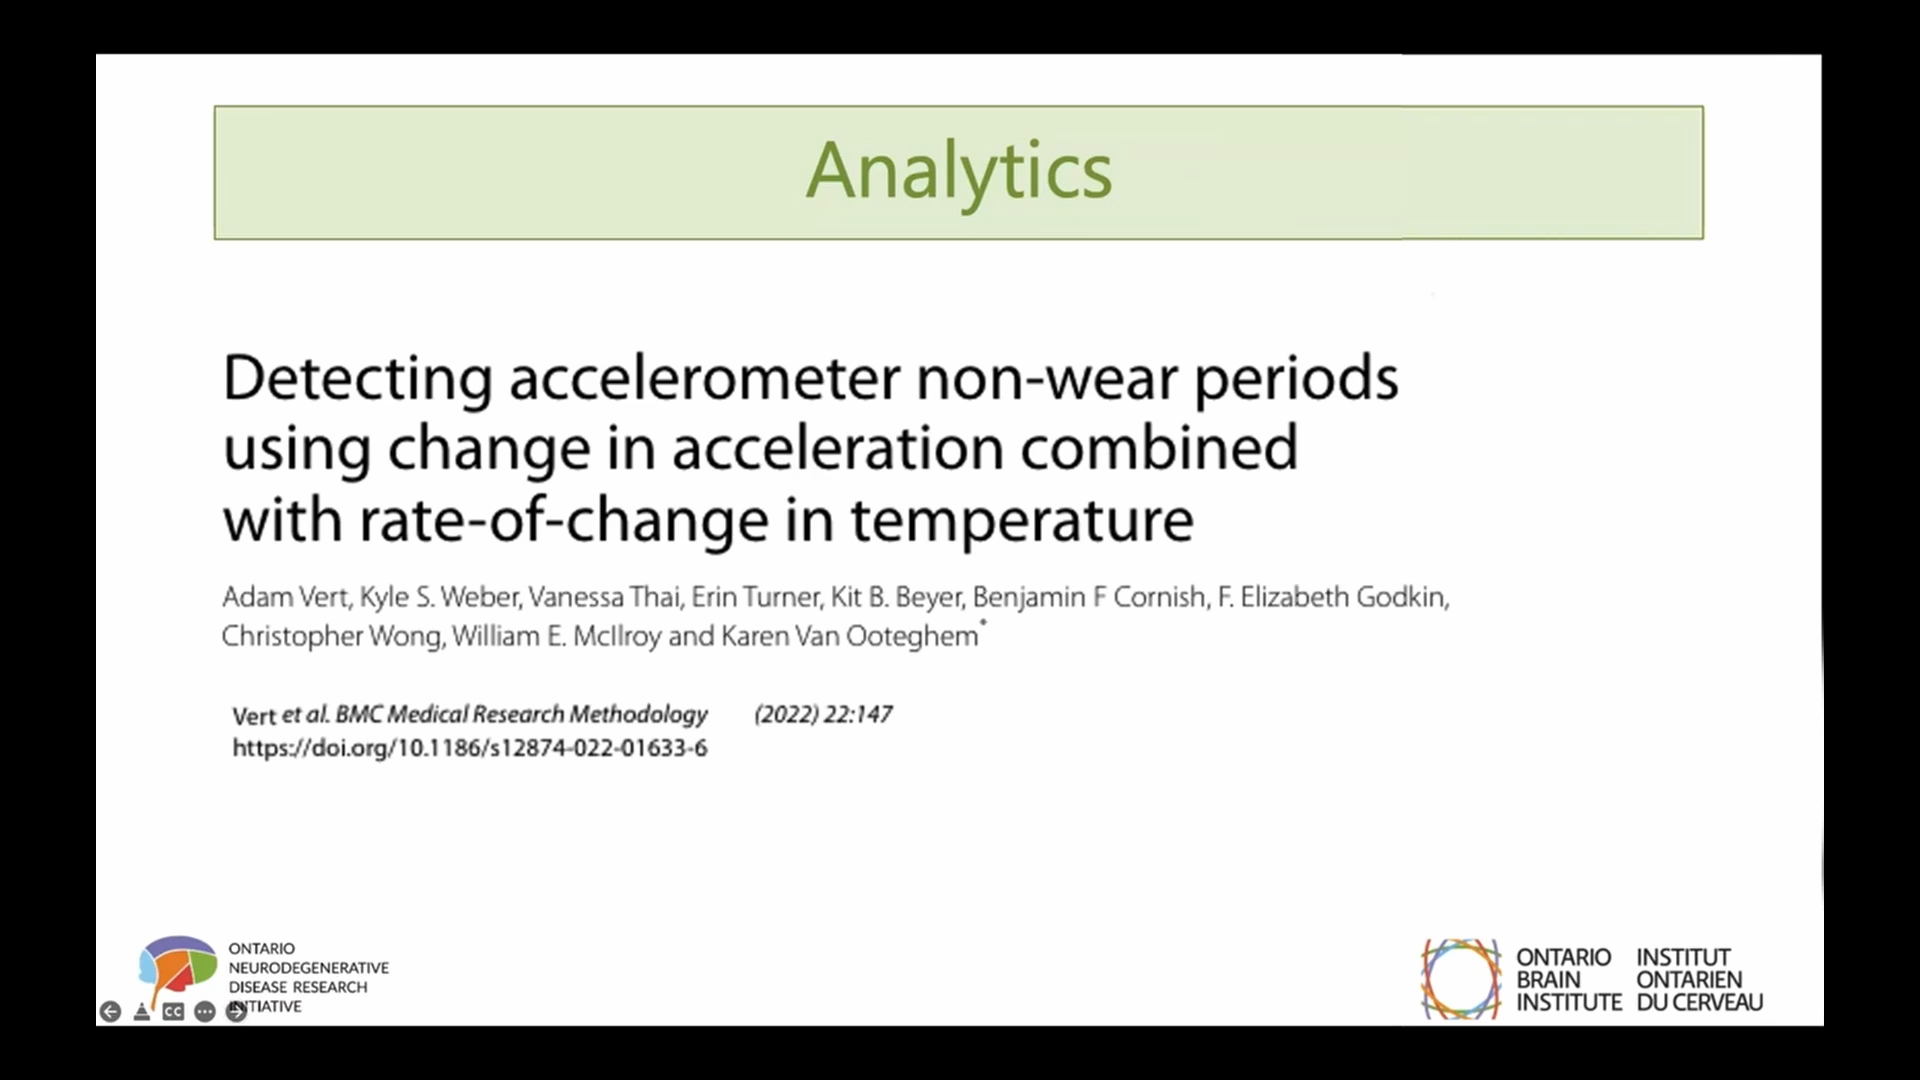 Analytics
Detecting accelerometer non-wear periods
using change in acceleration combined
with rate-of-change in temperature
Adam Vert, Kyle S. Weber, Vanessa Thai, Erin Turner, Kit B. Beyer, Benjamin F Cornish, F. Elizabeth Godkin,
Christopher Wong, William E. McIlroy and Karen Van Ooteghem*
Vert et al. BMC Medical Research Methodology (2022) 22:147
https://doi.org/10.1186/s12874-022-01633-6
ONTARIO
NEURODEGENERATIVE
DISEASE RESEARCH
INITIATIVE
CC
ONTARIO
BRAIN
INSTITUTE
INSTITUT
ONTARIEN
DU CERVEAU